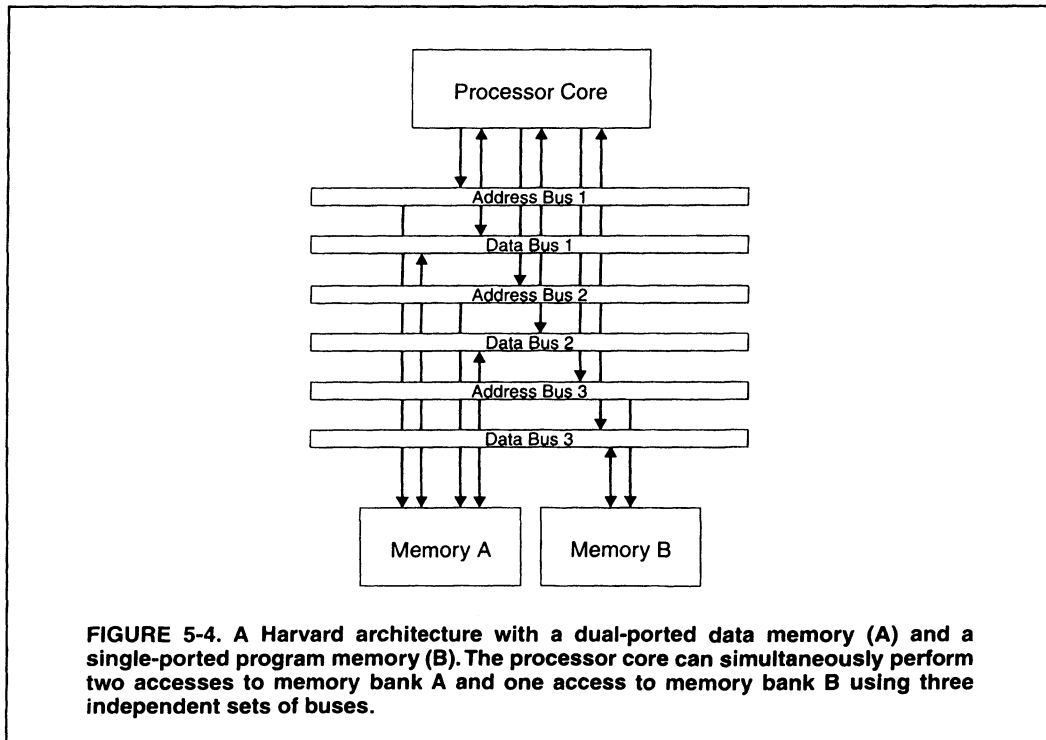 Processor Core
Address Bus 1
Data Bus 1
Address Bus 2
Data Bus 2
Address Bus 3
Data Bus 3
Memory A
Memory B
FIGURE 5-4. A Harvard architecture with a dual-ported data memory (A) and a
single-ported program memory (B). The processor core can simultaneously perform
two accesses to memory bank A and one access to memory bank B using three
independent sets of buses.